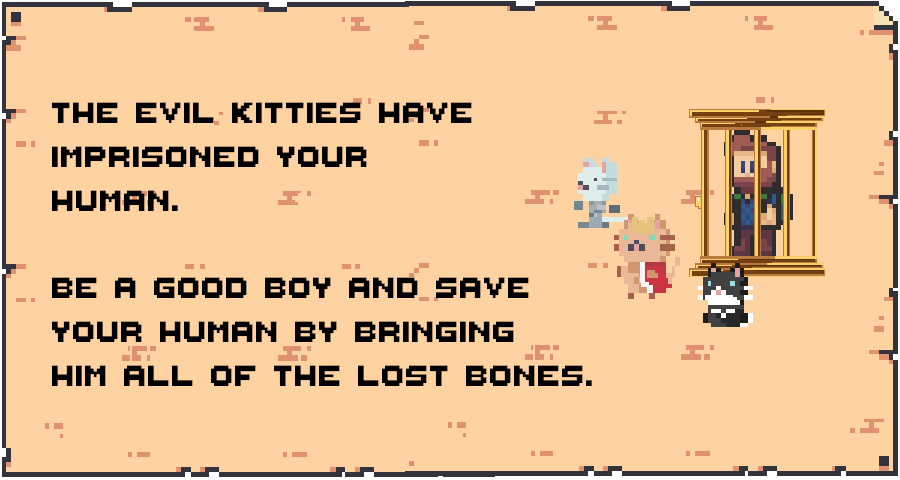 THE EVIL KITTIES HAVE
IMPRISONED YOUR
HUMAN.
BE A GOOD BOY AND SAVE
YOUR HUMAN BY BRINGING
HIM ALL OF THE LOST BONES.